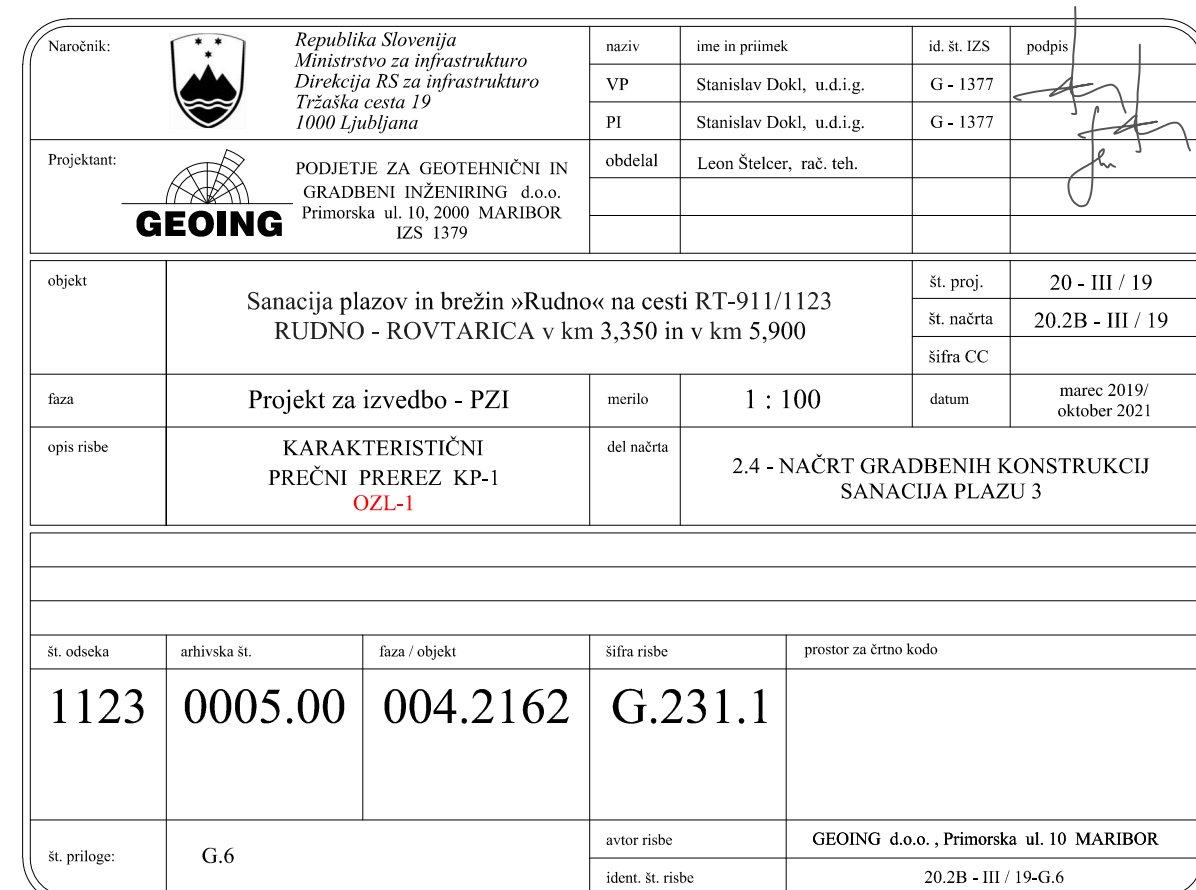 Naročnik:
Republika Slovenija
Ministrstvo za infrastrukturo
Direkcija RS za infrastrukturo
Tržaška cesta 19
1000 Ljubljana
naziv ime in priimek id. št. IZS podpis
VP Stanislav Dokl, u.d.i.g. G - 1377
PI Stanislav Dokl, u.d.i.g. G - 1377
obdelal Leon Štelcer, rač. teh.
Projektant:
GEOING
PODJETJE ZA GEOTEHNIČNI IN
GRADBENI INŽENIRING d.o.o.
Primorska ul. 10, 2000 MARIBOR
IZS 1379
objekt
Sanacija plazov in brežin »Rudno« na cesti RT-911/1123
RUDNO - ROVTARICA v km 3,350 in v km 5,900
št. proj. 20 - III / 19
št. načrta 20.2B - III / 19
šifra CC
faza Projekt za izvedbo - PZI merilo 1 : 100 datum marec 2019/
oktober 2021
opis risbe
KARAKTERISTIČNI
PREČNI PREREZ KP-1
OZL-1
del načrta
2.4 - NAČRT GRADBENIH KONSTRUKCIJ
SANACIJA PLAZU 3
št. odseka arhivska št. faza / objekt šifra risbe prostor za črtno kodo
1123 0005.00 004.2162 G.231.1
št. priloge: G.6
avtor risbe GEOING d.o.o. , Primorska ul. 10 MARIBOR
ident. št. risbe 20.2B - III / 19-G.6